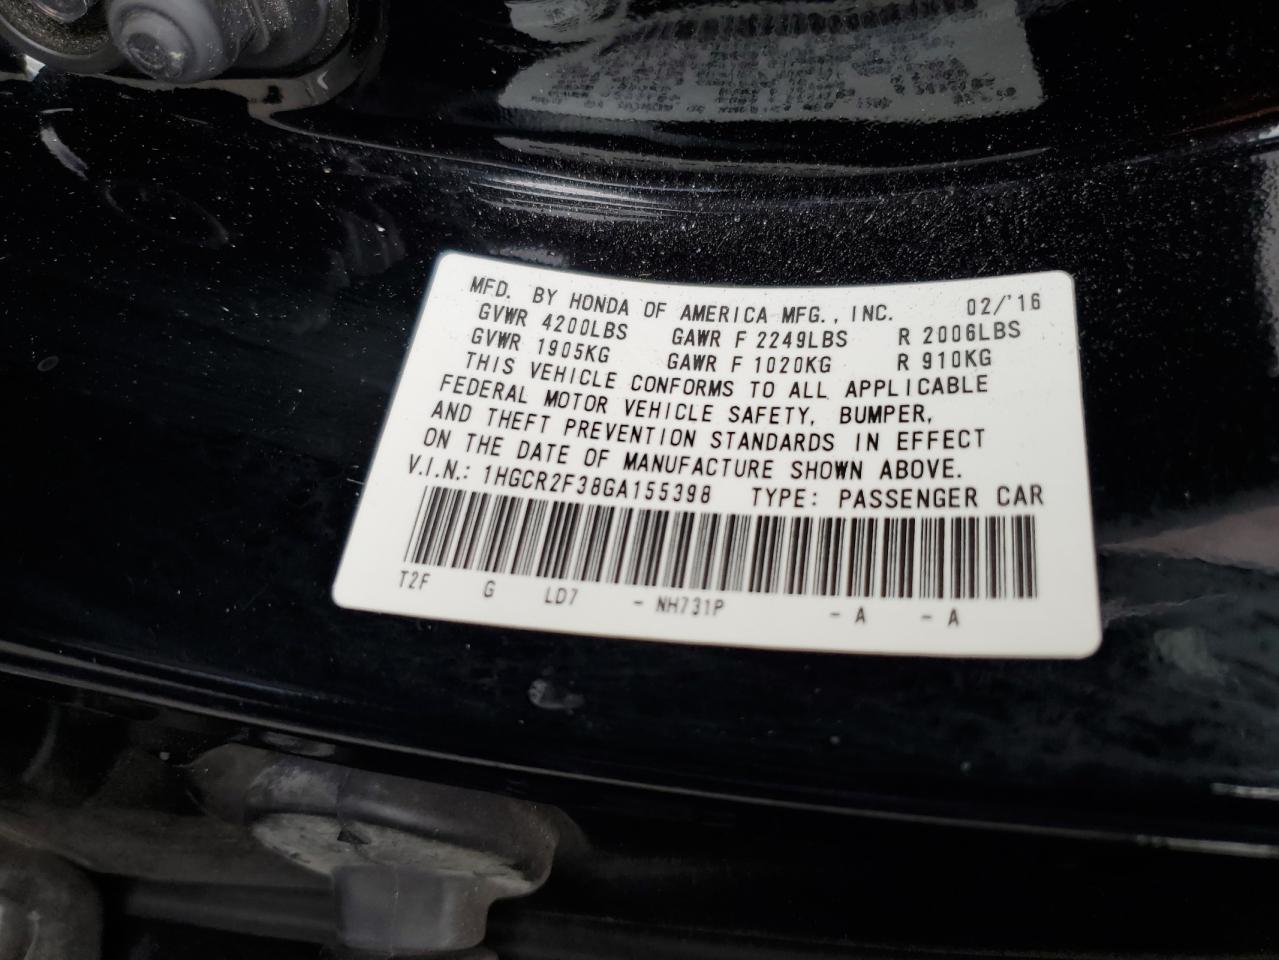 MFD. BY HONDA OF AMERICA MFG., INC. 02/'16
GVWR 4200LBS GAWR F 2249LBS R 2006LBS
GVWR 1905KG GAWR F 1020KG R 910KG
THIS VEHICLE CONFORMS TO ALL APPLICABLE
FEDERAL MOTOR VEHICLE SAFETY, BUMPER,
AND THEFT PREVENTION STANDARDS IN EFFECT
ON THE DATE OF MANUFACTURE SHOWN ABOVE.
V.I.N.: 1HGCR2F38GA155398 TYPE: PASSENGER CAR
T2F G LD7 - NH731P - A - A